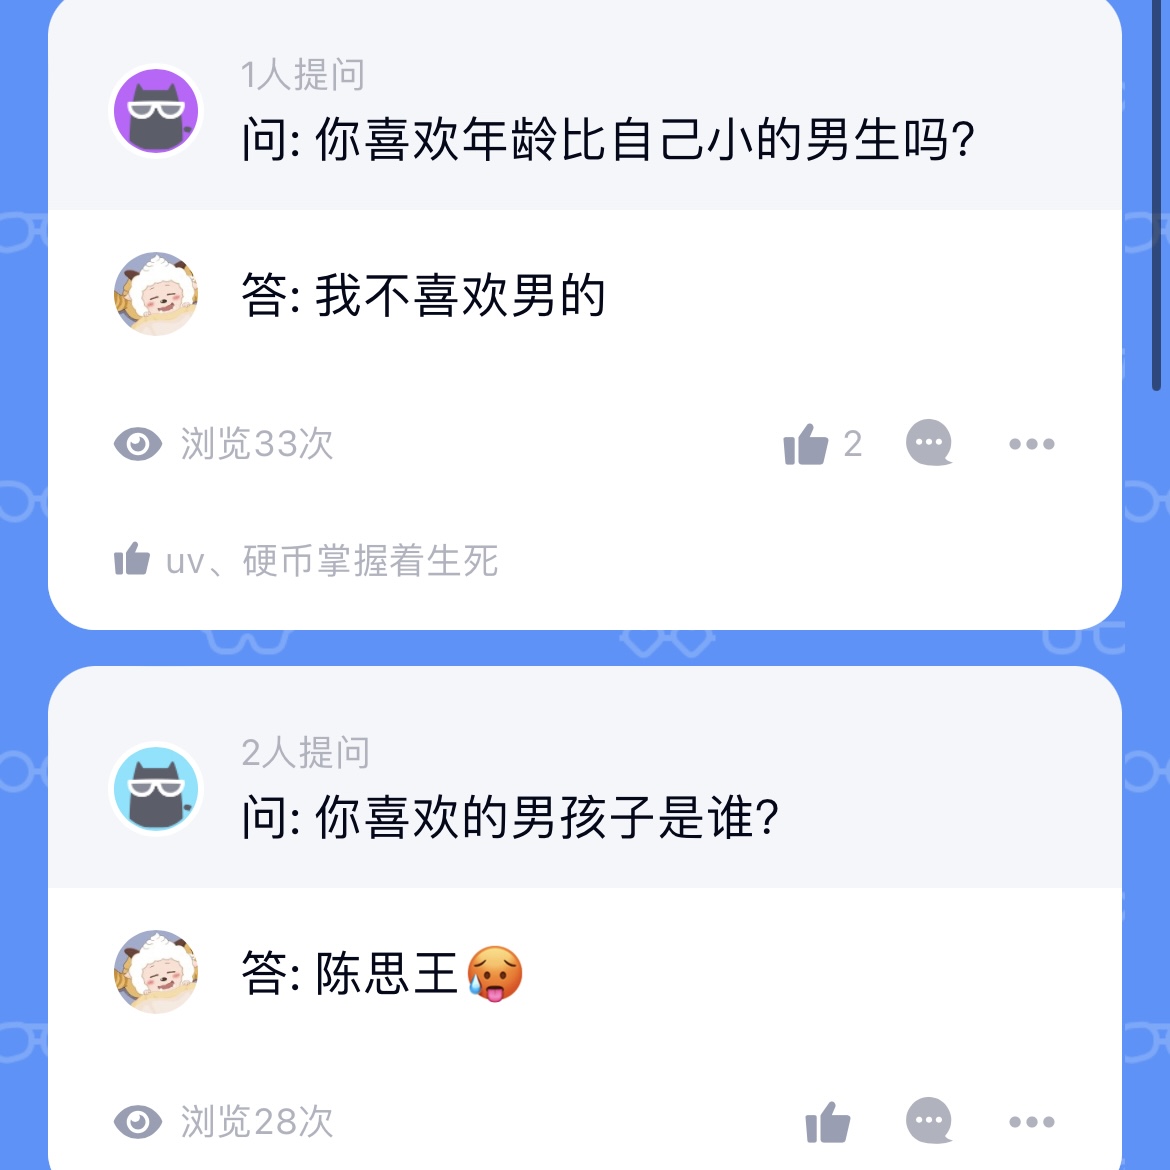 1人提问
问: 你喜欢年龄比自己小的男生吗?
答: 我不喜欢男的
浏览33次
2
uv、硬币掌握着生死
2人提问
问: 你喜欢的男孩子是谁?
答: 陈思王🥵
浏览28次